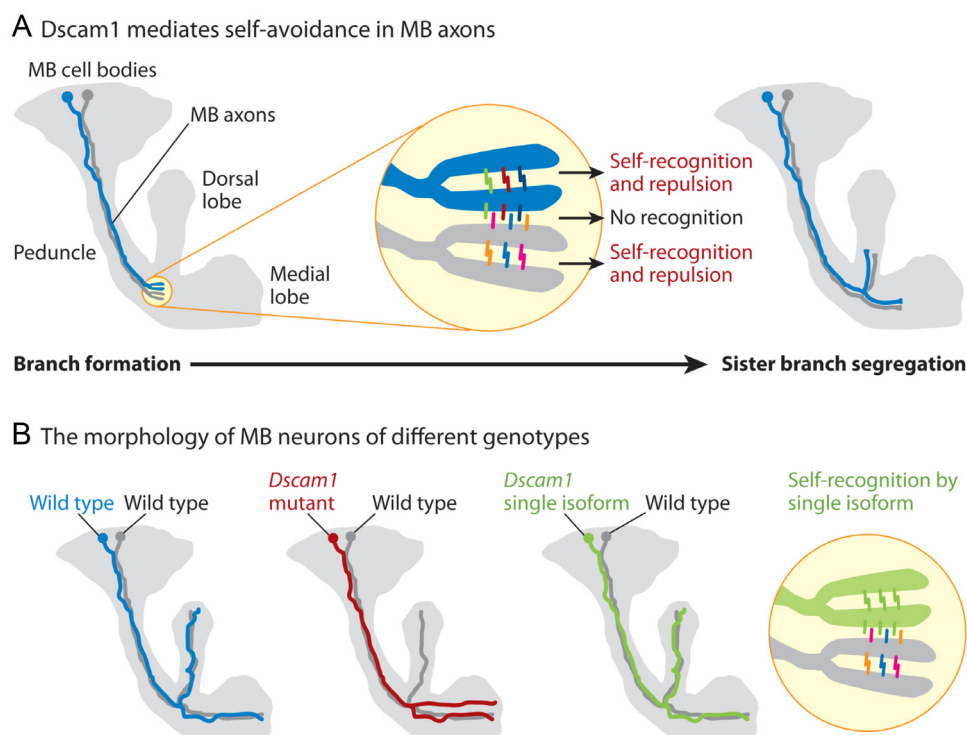 A Dscam1 mediates self-avoidance in MB axons
MB cell bodies
MB axons
Dorsal
lobe
Peduncle
Medial
lobe
Self-recognition
and repulsion
No recognition
Self-recognition
and repulsion
Branch formation
Sister branch segregation
B The morphology of MB neurons of different genotypes
Wild type
Wild type
Dscam1
mutant
Wild type
Dscam1
single isoform
Wild type
Self-recognition by
single isoform